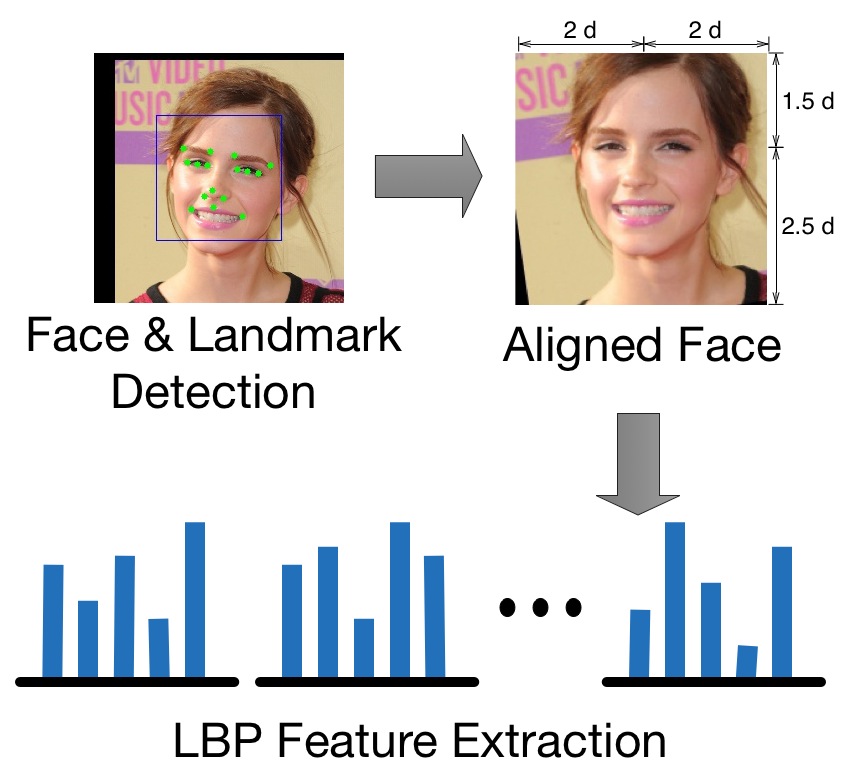 2 d 2 d
VIDEO
USIC
SIC
1.5 d
2.5 d
Face & Landmark
Detection
Aligned Face
LBP Feature Extraction